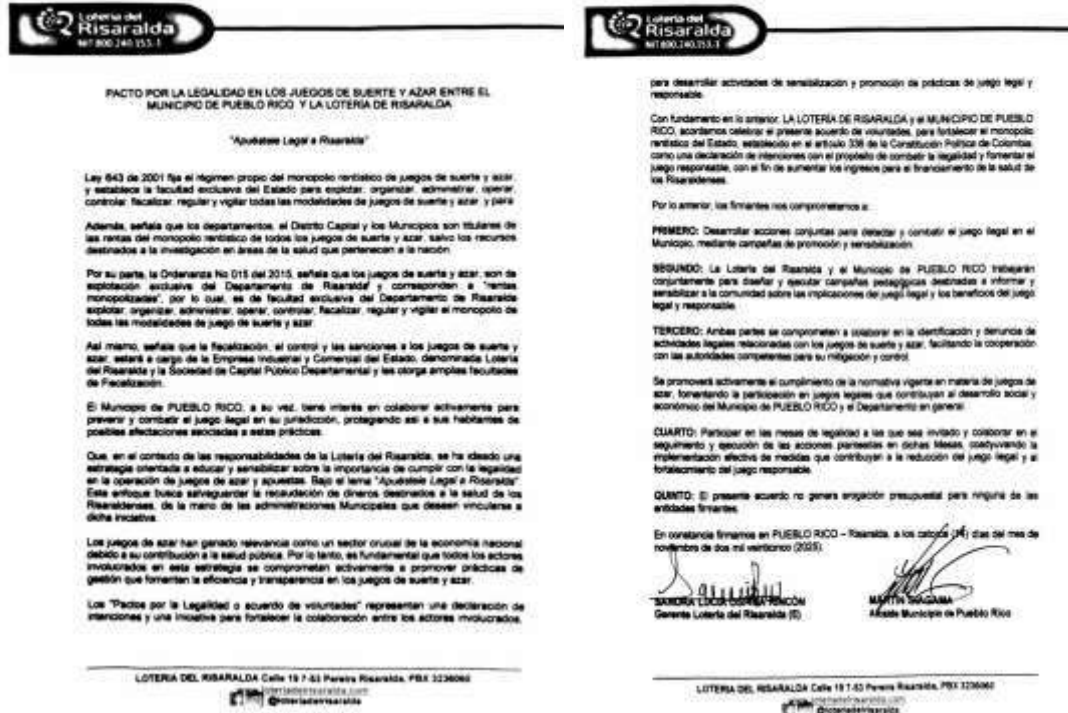 Lotería del
Risaralda
NIT 800.240.153-1
PACTO POR LA LEGALIDAD EN LOS JUEGOS DE SUERTE Y AZAR ENTRE EL
MUNICIPIO DE PUEBLO RICO Y LA LOTERÍA DE RISARALDA
"Apuéstele Legal a Risaralda"
Ley 643 de 2001 fija el régimen propio del monopolio rentístico de juegos de suerte y azar,
y establece la facultad exclusiva del Estado para explotar, organizar, administrar, operar,
controlar, fiscalizar, regular y vigilar todas las modalidades de juegos de suerte y azar, y para
Además, señala que los departamentos, el Distrito Capital y los Municipios son titulares de
las rentas del monopolio rentístico de todos los juegos de suerte y azar, salvo los recursos
destinados a la investigación en áreas de la salud que pertenecen a la nación.
Por su parte, la Ordenanza No 015 del 2015, señala que los juegos de suerte y azar, son de
explotación exclusiva del Departamento de Risaralda y corresponden a "rentas
monopolizadas", por lo cual, es de facultad exclusiva del Departamento de Risaralda
explotar, organizar, administrar, operar, controlar, fiscalizar, regular y vigilar el monopolio de
todas las modalidades de juego de suerte y azar.
Así mismo, señala que la fiscalización, el control y las sanciones a los juegos de suerte y
azar, estará a cargo de la Empresa Industrial y Comercial del Estado, denominada Lotería
del Risaralda y la Sociedad de Capital Público Departamental y les otorga amplias facultades
de Fiscalización.
El Municipio de PUEBLO RICO, a su vez, tiene interés en colaborar activamente para
prevenir y combatir el juego ilegal en su jurisdicción, protegiendo así a sus habitantes de
posibles afectaciones asociadas a estas prácticas.
Que, en el contexto de las responsabilidades de la Lotería del Risaralda, se ha ideado una
estrategia orientada a educar y sensibilizar sobre la importancia de cumplir con la legalidad
en la operación de juegos de azar y apuestas. Bajo el lema "Apuéstele Legal a Risaralda".
Este enfoque busca salvaguardar la recaudación de dineros destinados a la salud de los
Risaraldenses, de la mano de las administraciones Municipales que deseen vincularse a
dicha iniciativa.
Los juegos de azar han ganado relevancia como un sector crucial de la economía nacional
debido a su contribución a la salud pública. Por lo tanto, es fundamental que todos los actores
involucrados en esta estrategia se comprometan activamente a promover prácticas de
gestión que fomenten la eficiencia y transparencia en los juegos de suerte y azar.
Los "Pactos por la Legalidad o acuerdo de voluntades" representan una declaración de
intenciones y una iniciativa para fortalecer la colaboración entre los actores involucrados,
LOTERIA DEL RISARALDA Calle 19 7-53 Pereira Risaralda, PBX 3236060
@loteriadelrisaralda
Lotería del
Risaralda
NIT 800.240.153-1
para desarrollar actividades de sensibilización y promoción de prácticas de juego legal y
responsable.
Con fundamento en lo anterior, LA LOTERÍA DE RISARALDA y el MUNICIPIO DE PUEBLO
RICO, acordamos celebrar el presente acuerdo de voluntades, para fortalecer el monopolio
rentístico del Estado, establecido en el artículo 336 de la Constitución Política de Colombia,
como una declaración de intenciones con el propósito de combatir la ilegalidad y fomentar el
juego responsable, con el fin de aumentar los ingresos para el financiamiento de la salud de
los Risaraldenses.
Por lo anterior, los firmantes nos comprometemos a:
PRIMERO: Desarrollar acciones conjuntas para detectar y combatir el juego ilegal en el
Municipio, mediante campañas de promoción y sensibilización.
SEGUNDO: La Lotería del Risaralda y el Municipio de PUEBLO RICO trabajarán
conjuntamente para diseñar y ejecutar campañas pedagógicas destinadas a informar y
sensibilizar a la comunidad sobre las implicaciones del juego ilegal y los beneficios del juego
legal y responsable.
TERCERO: Ambas partes se comprometen a colaborar en la identificación y denuncia de
actividades ilegales relacionadas con los juegos de suerte y azar, facilitando la cooperación
con las autoridades competentes para su mitigación y control.
Se promoverá activamente el cumplimiento de la normativa vigente en materia de juegos de
azar, fomentando la participación en juegos legales que contribuyan al desarrollo social y
económico del Municipio de PUEBLO RICO y el Departamento en general.
CUARTO: Participar en las mesas de legalidad a las que sea invitado y colaborar en el
seguimiento y ejecución de las acciones planteadas en dichas Mesas, coadyuvando la
implementación efectiva de medidas que contribuyan a la reducción del juego ilegal y al
fortalecimiento del juego responsable.
QUINTO: El presente acuerdo no genera erogación presupuestal para ninguna de las
entidades firmantes.
En constancia firmamos en PUEBLO RICO – Risaralda, a los catorce (14) días del mes de
noviembre de dos mil veinticinco (2025).
SANDRA LUCIA OSPINA RINCÓN
Gerente Lotería del Risaralda (E)
MARTIN SIAGAMA
Alcalde Municipio de Pueblo Rico
LOTERIA DEL RISARALDA Calle 19 7-53 Pereira Risaralda, PBX 3236060
@loteriadelrisaralda